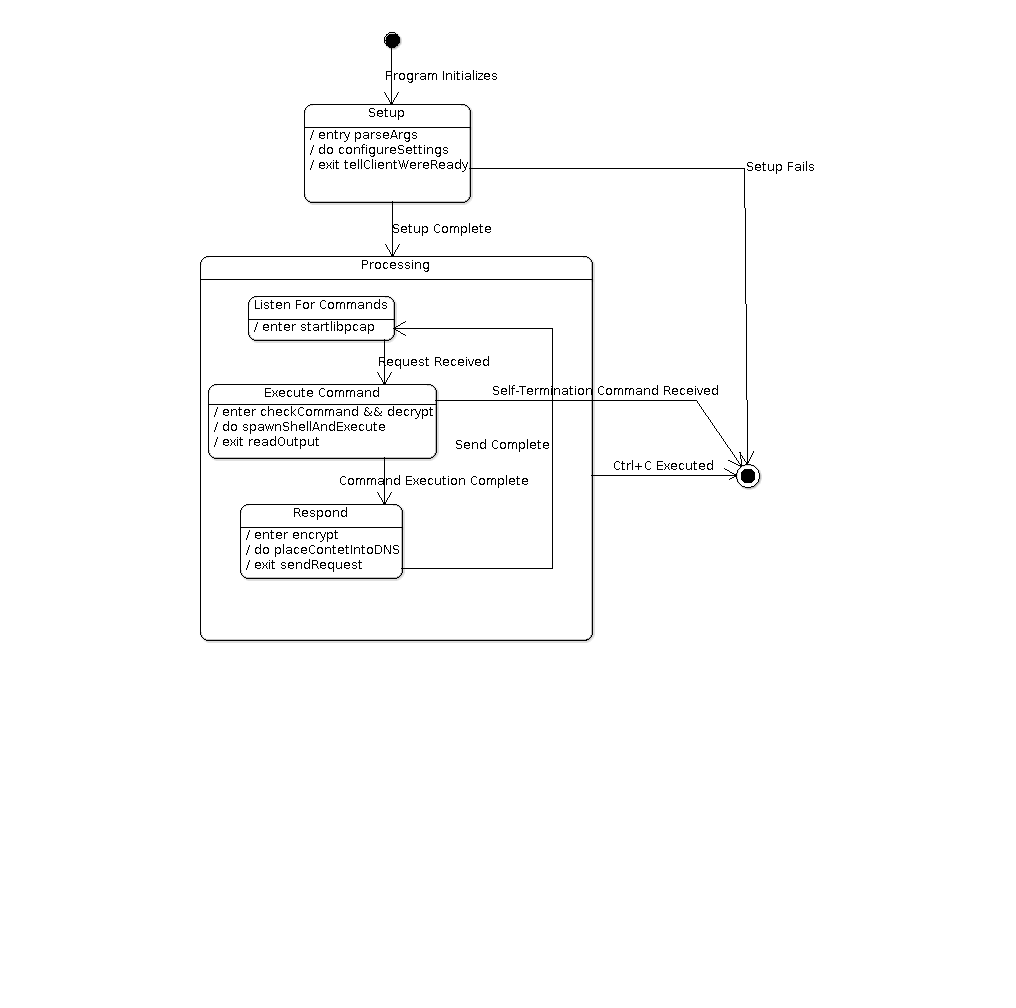 Program Initializes
Setup
/ entry parseArgs
/ do configureSettings
/ exit tellClientWereReady
Setup Fails
Setup Complete
Processing
Listen For Commands
/ enter startlibpcap
Request Received
Execute Command
Self-Termination Command Received
/ enter checkCommand && decrypt
/ do spawnShellAndExecute
/ exit readOutput
Send Complete
Ctrl+C Executed
Command Execution Complete
Respond
/ enter encrypt
/ do placeContetIntoDNS
/ exit sendRequest